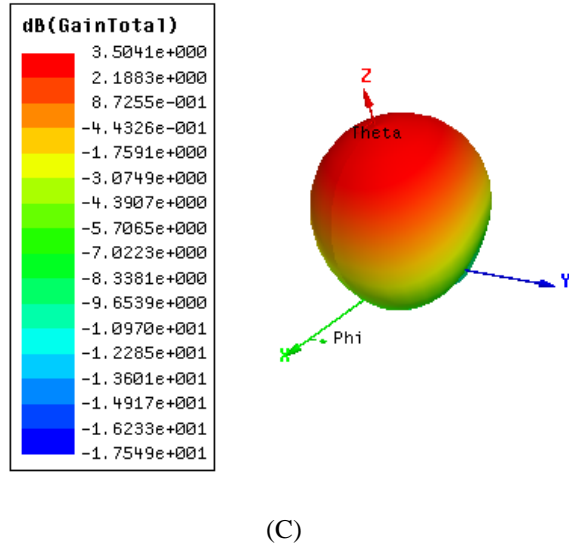 dB(GainTotal)
3.5041e+000
2.1883e+000
8.7255e-001
-4.4326e-001
-1.7591e+000
-3.0749e+000
-4.3907e+000
-5.7065e+000
-7.0223e+000
-8.3381e+000
-9.6539e+000
-1.0970e+001
-1.2285e+001
-1.3601e+001
-1.4917e+001
-1.6233e+001
-1.7549e+001
Z
Theta
Y
Phi
X
(C)